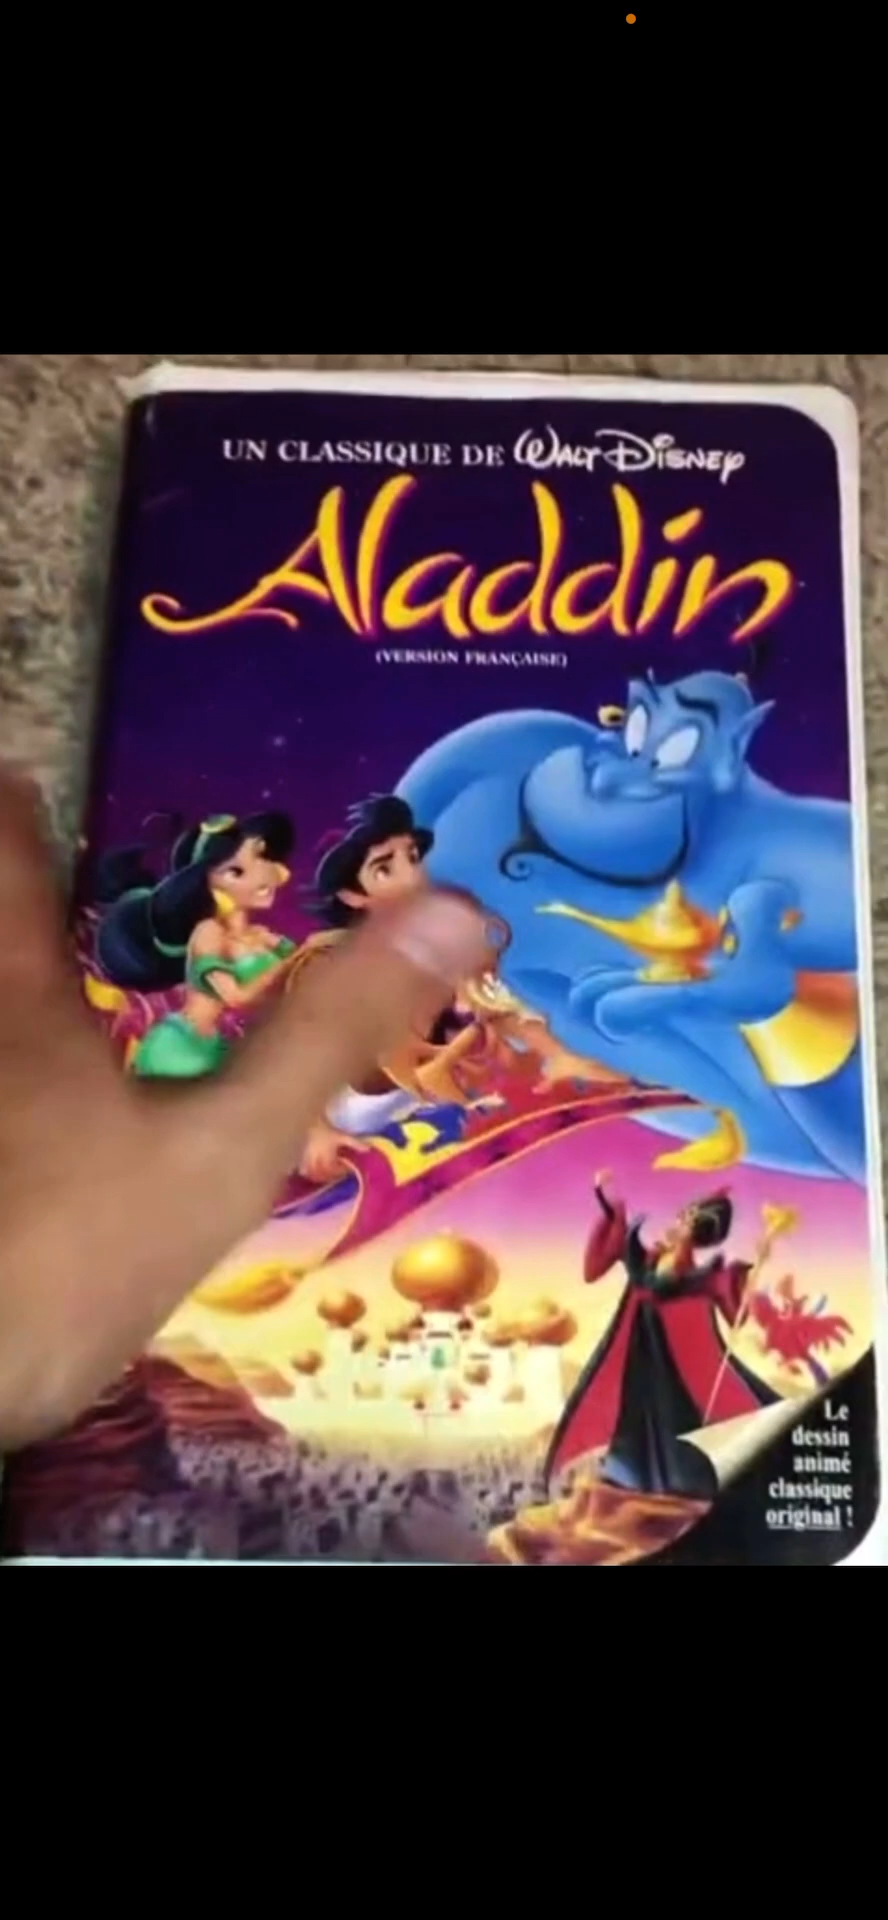 UN CLASSIQUE DE WALT DISNEY
Aladdin
(VERSION FRANÇAISE)
Le
dessin
animé
classique
original !